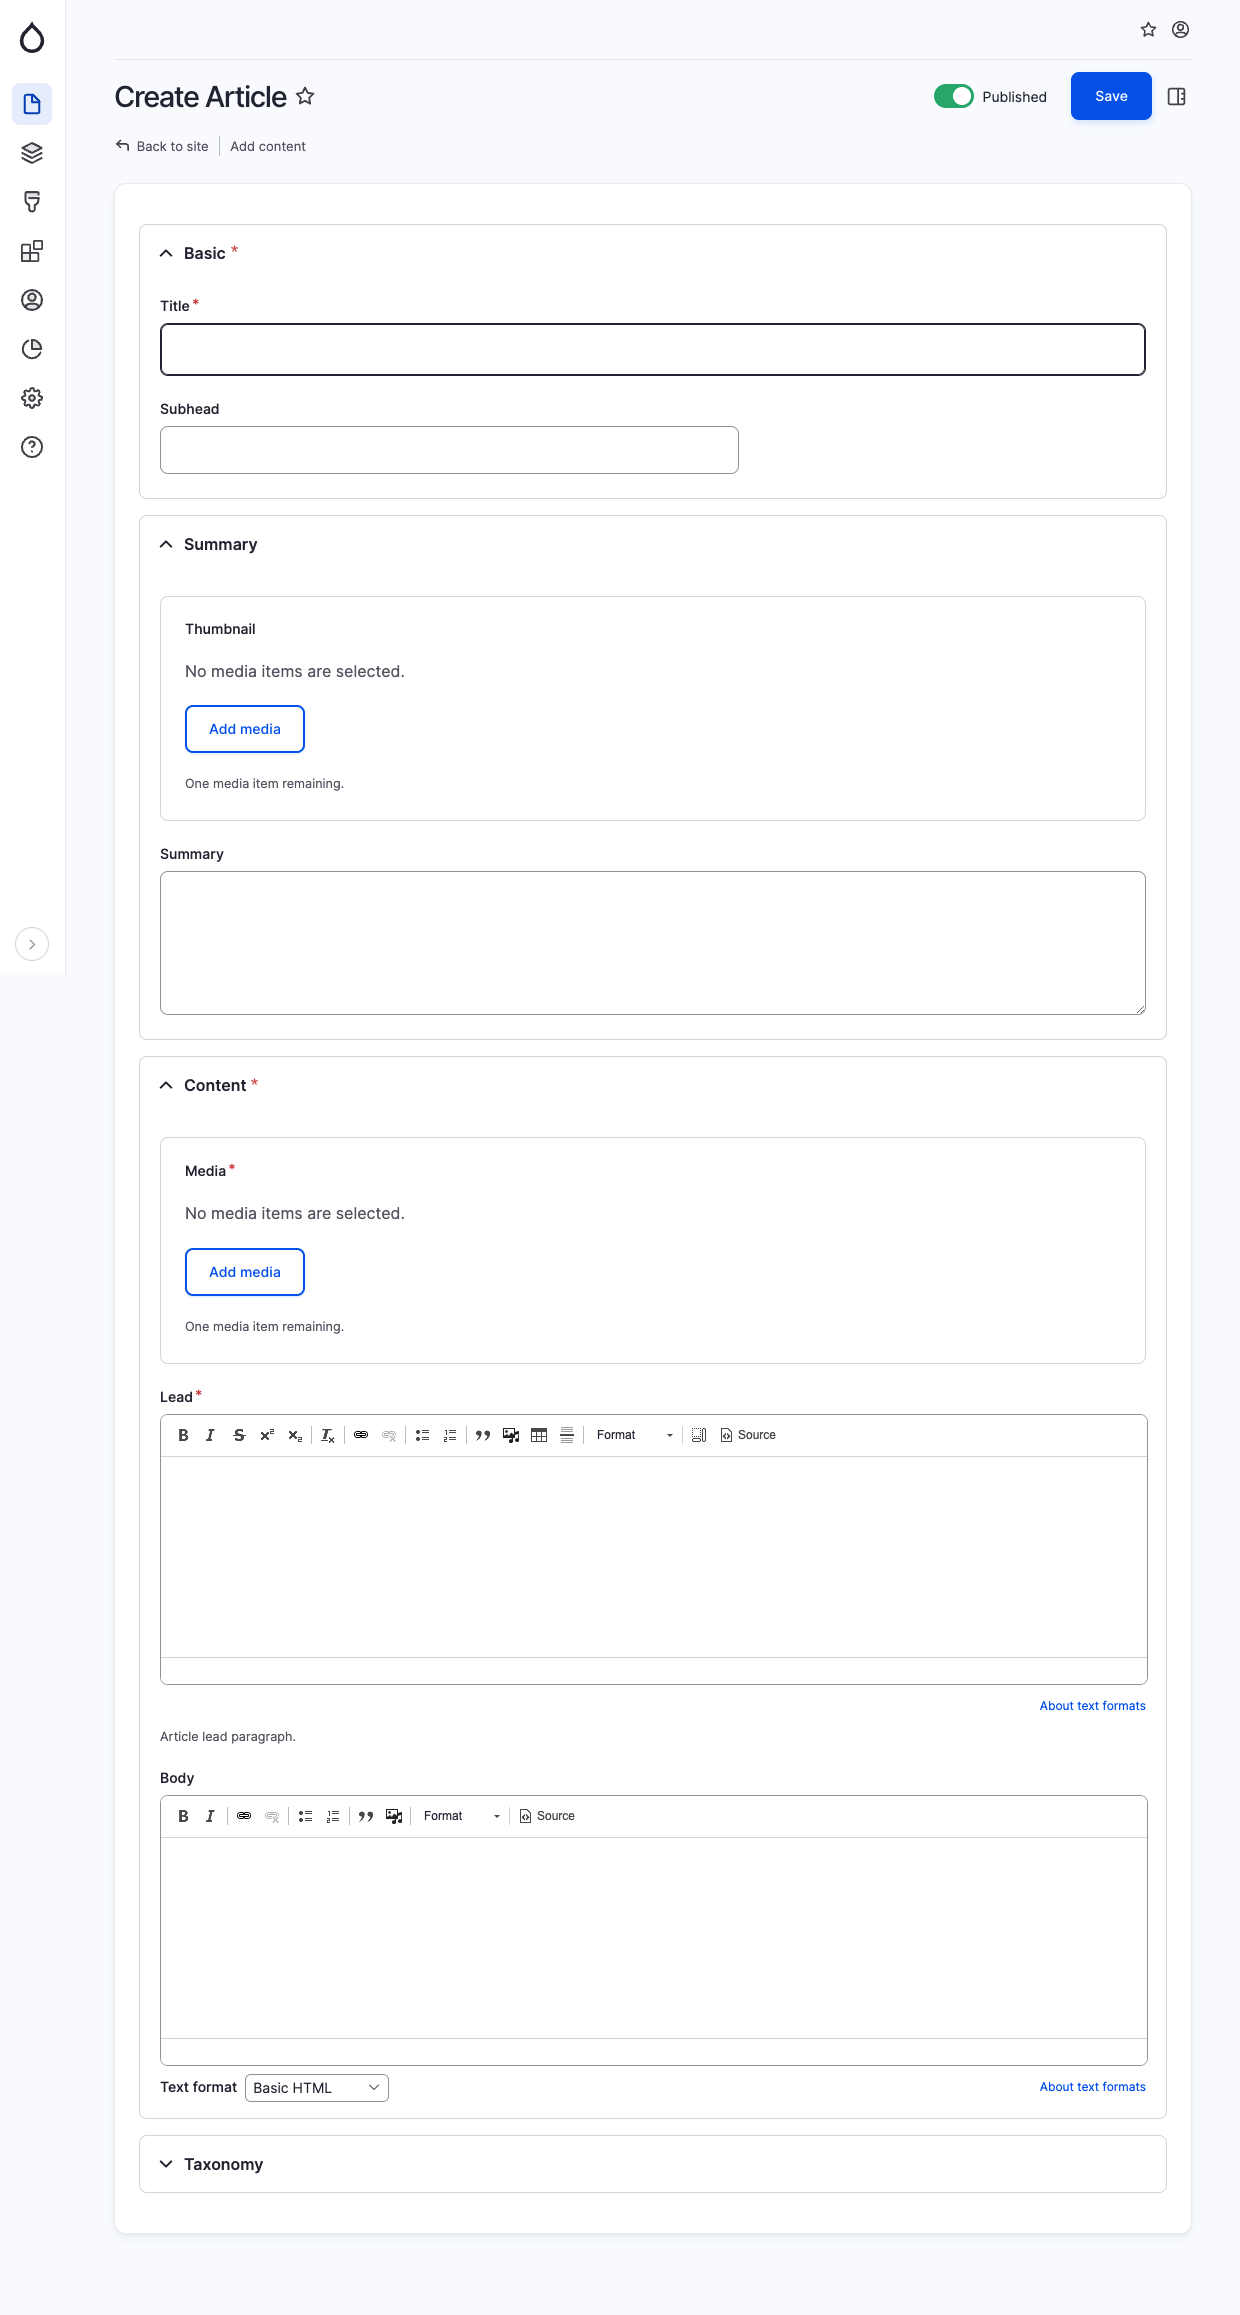 Create Article
Published
Save
Back to site
Add content
Basic *
Title *
Subhead
Summary
Thumbnail
No media items are selected.
Add media
One media item remaining.
Summary
Content *
Media *
No media items are selected.
Add media
One media item remaining.
Lead *
Format
Source
About text formats
Article lead paragraph.
Body
Format
Source
Text format
Basic HTML
About text formats
Taxonomy